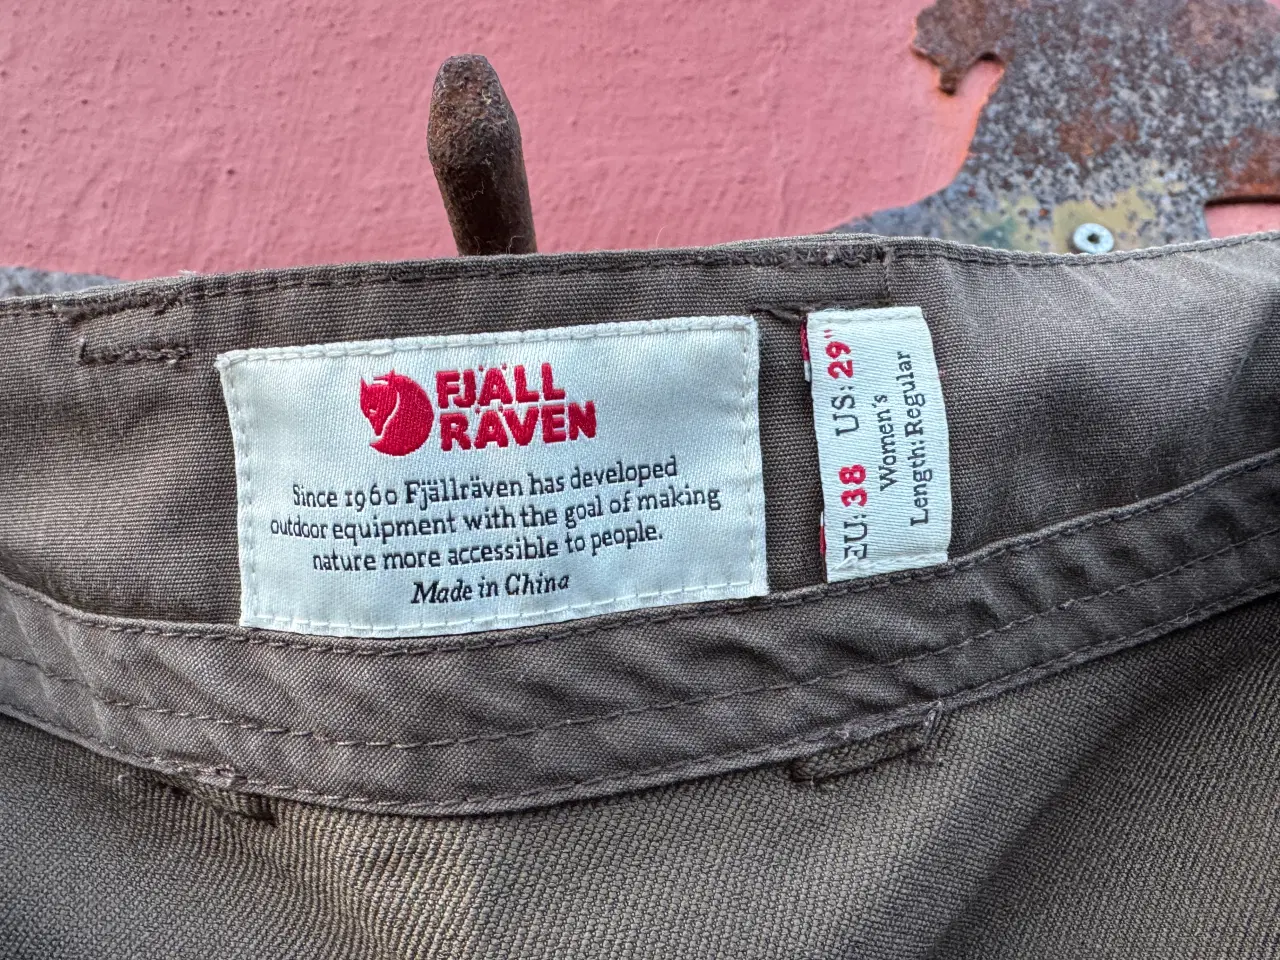 FJÄLL
RÄVEN
Since 1960 Fjällräven has developed
outdoor equipment with the goal of making
nature more accessible to people.
Made in China
EU: 38 US: 29"
Women's
Length: Regular